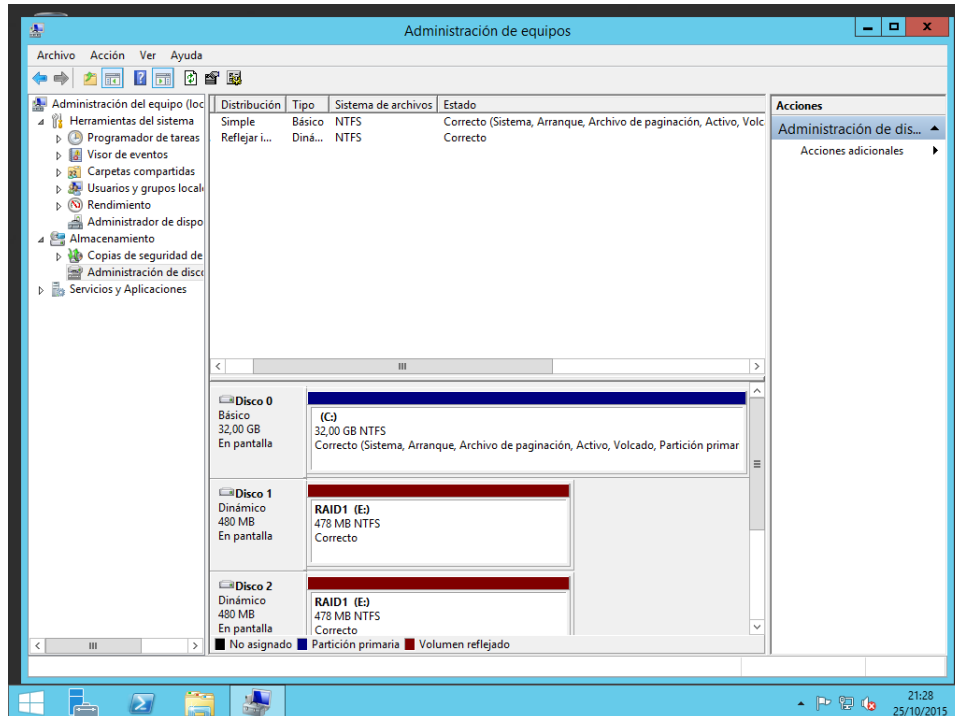 Administración de equipos
Archivo Acción Ver Ayuda
Administración del equipo (loc
Herramientas del sistema
Programador de tareas
Visor de eventos
Carpetas compartidas
Usuarios y grupos locale
Rendimiento
Administrador de dispo
Almacenamiento
Copias de seguridad de
Administración de disco
Servicios y Aplicaciones
Distribución Tipo Sistema de archivos Estado
Simple Básico NTFS Correcto (Sistema, Arranque, Archivo de paginación, Activo, Volc
Reflejar i... Diná... NTFS Correcto
Acciones
Administración de dis...
Acciones adicionales
Disco 0
Básico
32,00 GB
En pantalla
(C:)
32,00 GB NTFS
Correcto (Sistema, Arranque, Archivo de paginación, Activo, Volcado, Partición primar
Disco 1
Dinámico
480 MB
En pantalla
RAID1 (E:)
478 MB NTFS
Correcto
Disco 2
Dinámico
480 MB
En pantalla
RAID1 (E:)
478 MB NTFS
Correcto
No asignado Partición primaria Volumen reflejado
21:28
25/10/2015